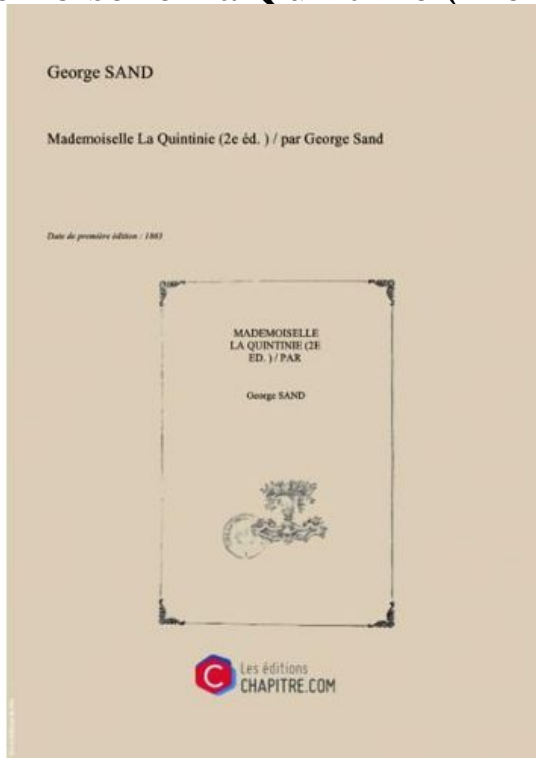 George SAND
Mademoiselle La Quintinie (2e éd. ) / par George Sand
Date de première édition : 1863
MADEMOISELLE
LA QUINTINIE (2E
ED. ) / PAR
George SAND
C Les éditions
CHAPITRE.COM